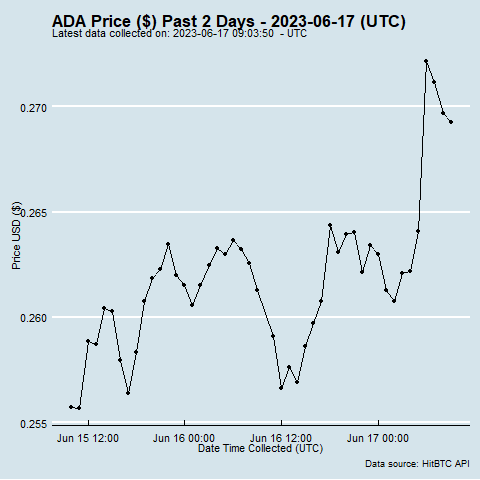 ADA Price ($) Past 2 Days - 2023-06-17 (UTC)
Latest data collected on: 2023-06-17 09:03:50 - UTC
0.270
0.265
0.260
0.255
Price USD ($)
Jun 15 12:00 Jun 16 00:00 Jun 16 12:00 Jun 17 00:00
Date Time Collected (UTC)
Data source: HitBTC API